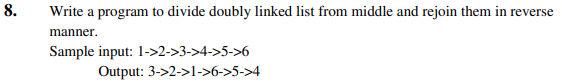 8. Write a program to divide doubly linked list from middle and rejoin them in reverse
manner.
Sample input: 1->2->3->4->5->6
Output: 3->2->1->6->5->4